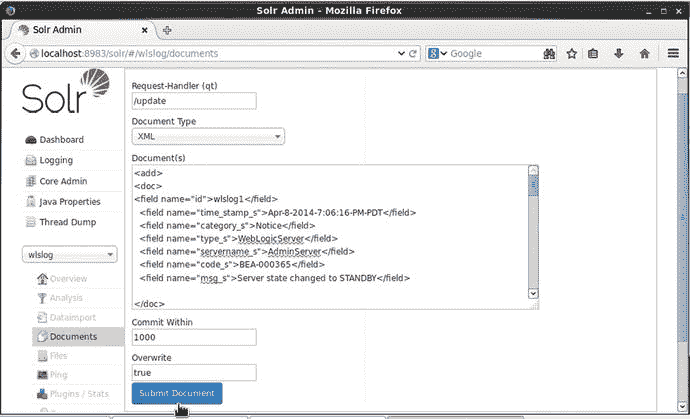 Solr Admin - Mozilla Firefox
Solr Admin
localhost:8983/solr/#/wlslog/documents
Google
Solr
Dashboard
Logging
Core Admin
Java Properties
Thread Dump
wlslog
Overview
Analysis
Dataimport
Documents
Files
Ping
Plugins / Stats
Request-Handler (qt)
/update
Document Type
XML
Document(s)
<add>
<doc>
<field name="id">wlslog1</field>
<field name="time_stamp_s">Apr-8-2014-7:06:16-PM-PDT</field>
<field name="category_s">Notice</field>
<field name="type_s">WebLogicServer</field>
<field name="servername_s">AdminServer</field>
<field name="code_s">BEA-000365</field>
<field name="msg_s">Server state changed to STANDBY</field>
</doc>
Commit Within
1000
Overwrite
true
Submit Document